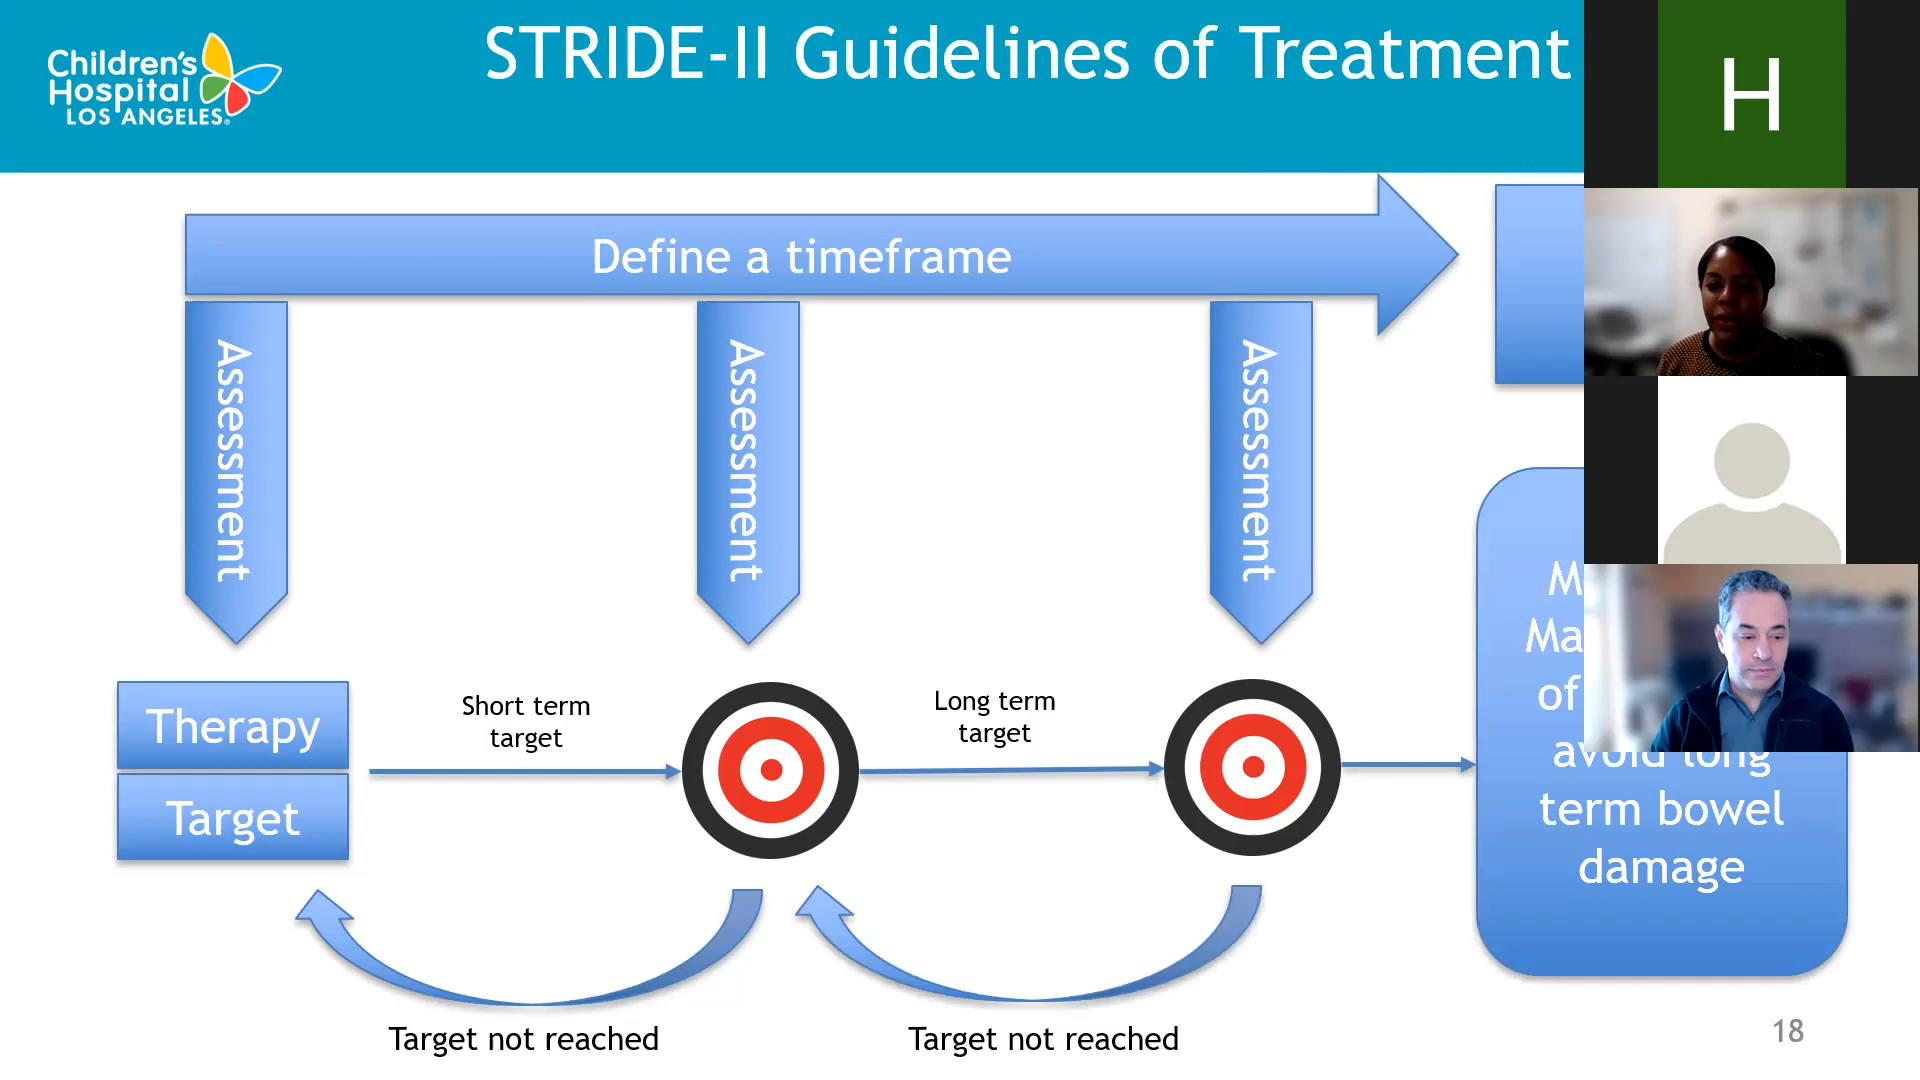 Children's
Hospital
LOS ANGELES®
STRIDE-II Guidelines of Treatment
H
Define a timeframe
Assessment
Assessment
Assessment
Therapy
Target
Short term
target
Long term
target
of
avoid long
term bowel
damage
Target not reached
Target not reached
18